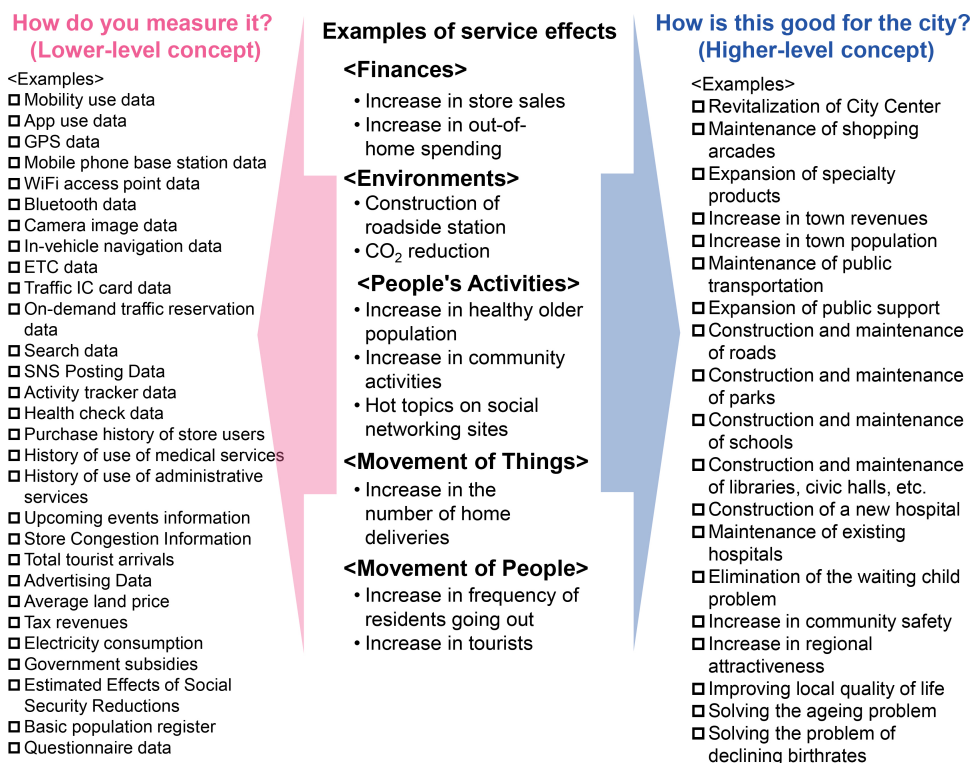 How do you measure it?
(Lower-level concept)
<Examples>
Mobility use data
App use data
GPS data
Mobile phone base station data
WiFi access point data
Bluetooth data
Camera image data
In-vehicle navigation data
ETC data
Traffic IC card data
On-demand traffic reservation
data
Search data
SNS Posting Data
Activity tracker data
Health check data
Purchase history of store users
History of use of medical services
History of use of administrative
services
Upcoming events information
Store Congestion Information
Total tourist arrivals
Advertising Data
Average land price
Tax revenues
Electricity consumption
Government subsidies
Estimated Effects of Social
Security Reductions
Basic population register
Questionnaire data
Examples of service effects
<Finances>
• Increase in store sales
• Increase in out-of-
home spending
<Environments>
• Construction of
roadside station
• CO2 reduction
<People's Activities>
• Increase in healthy older
population
• Increase in community
activities
• Hot topics on social
networking sites
<Movement of Things>
• Increase in the
number of home
deliveries
<Movement of People>
• Increase in frequency of
residents going out
• Increase in tourists
How is this good for the city?
(Higher-level concept)
<Examples>
Revitalization of City Center
Maintenance of shopping
arcades
Expansion of specialty
products
Increase in town revenues
Increase in town population
Maintenance of public
transportation
Expansion of public support
Construction and maintenance
of roads
Construction and maintenance
of parks
Construction and maintenance
of schools
Construction and maintenance
of libraries, civic halls, etc.
Construction of a new hospital
Maintenance of existing
hospitals
Elimination of the waiting child
problem
Increase in community safety
Increase in regional
attractiveness
Improving local quality of life
Solving the ageing problem
Solving the problem of
declining birthrates